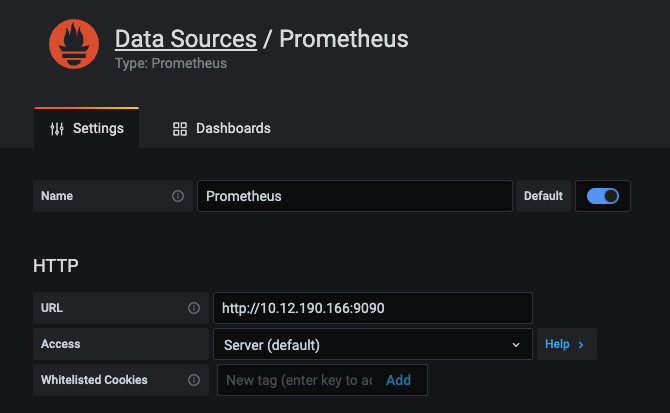 Data Sources / Prometheus
Type: Prometheus
Settings
Dashboards
Name
Prometheus
Default
HTTP
URL
http://10.12.190.166:9090
Access
Server (default)
Help
Whitelisted Cookies
New tag (enter key to ac
Add